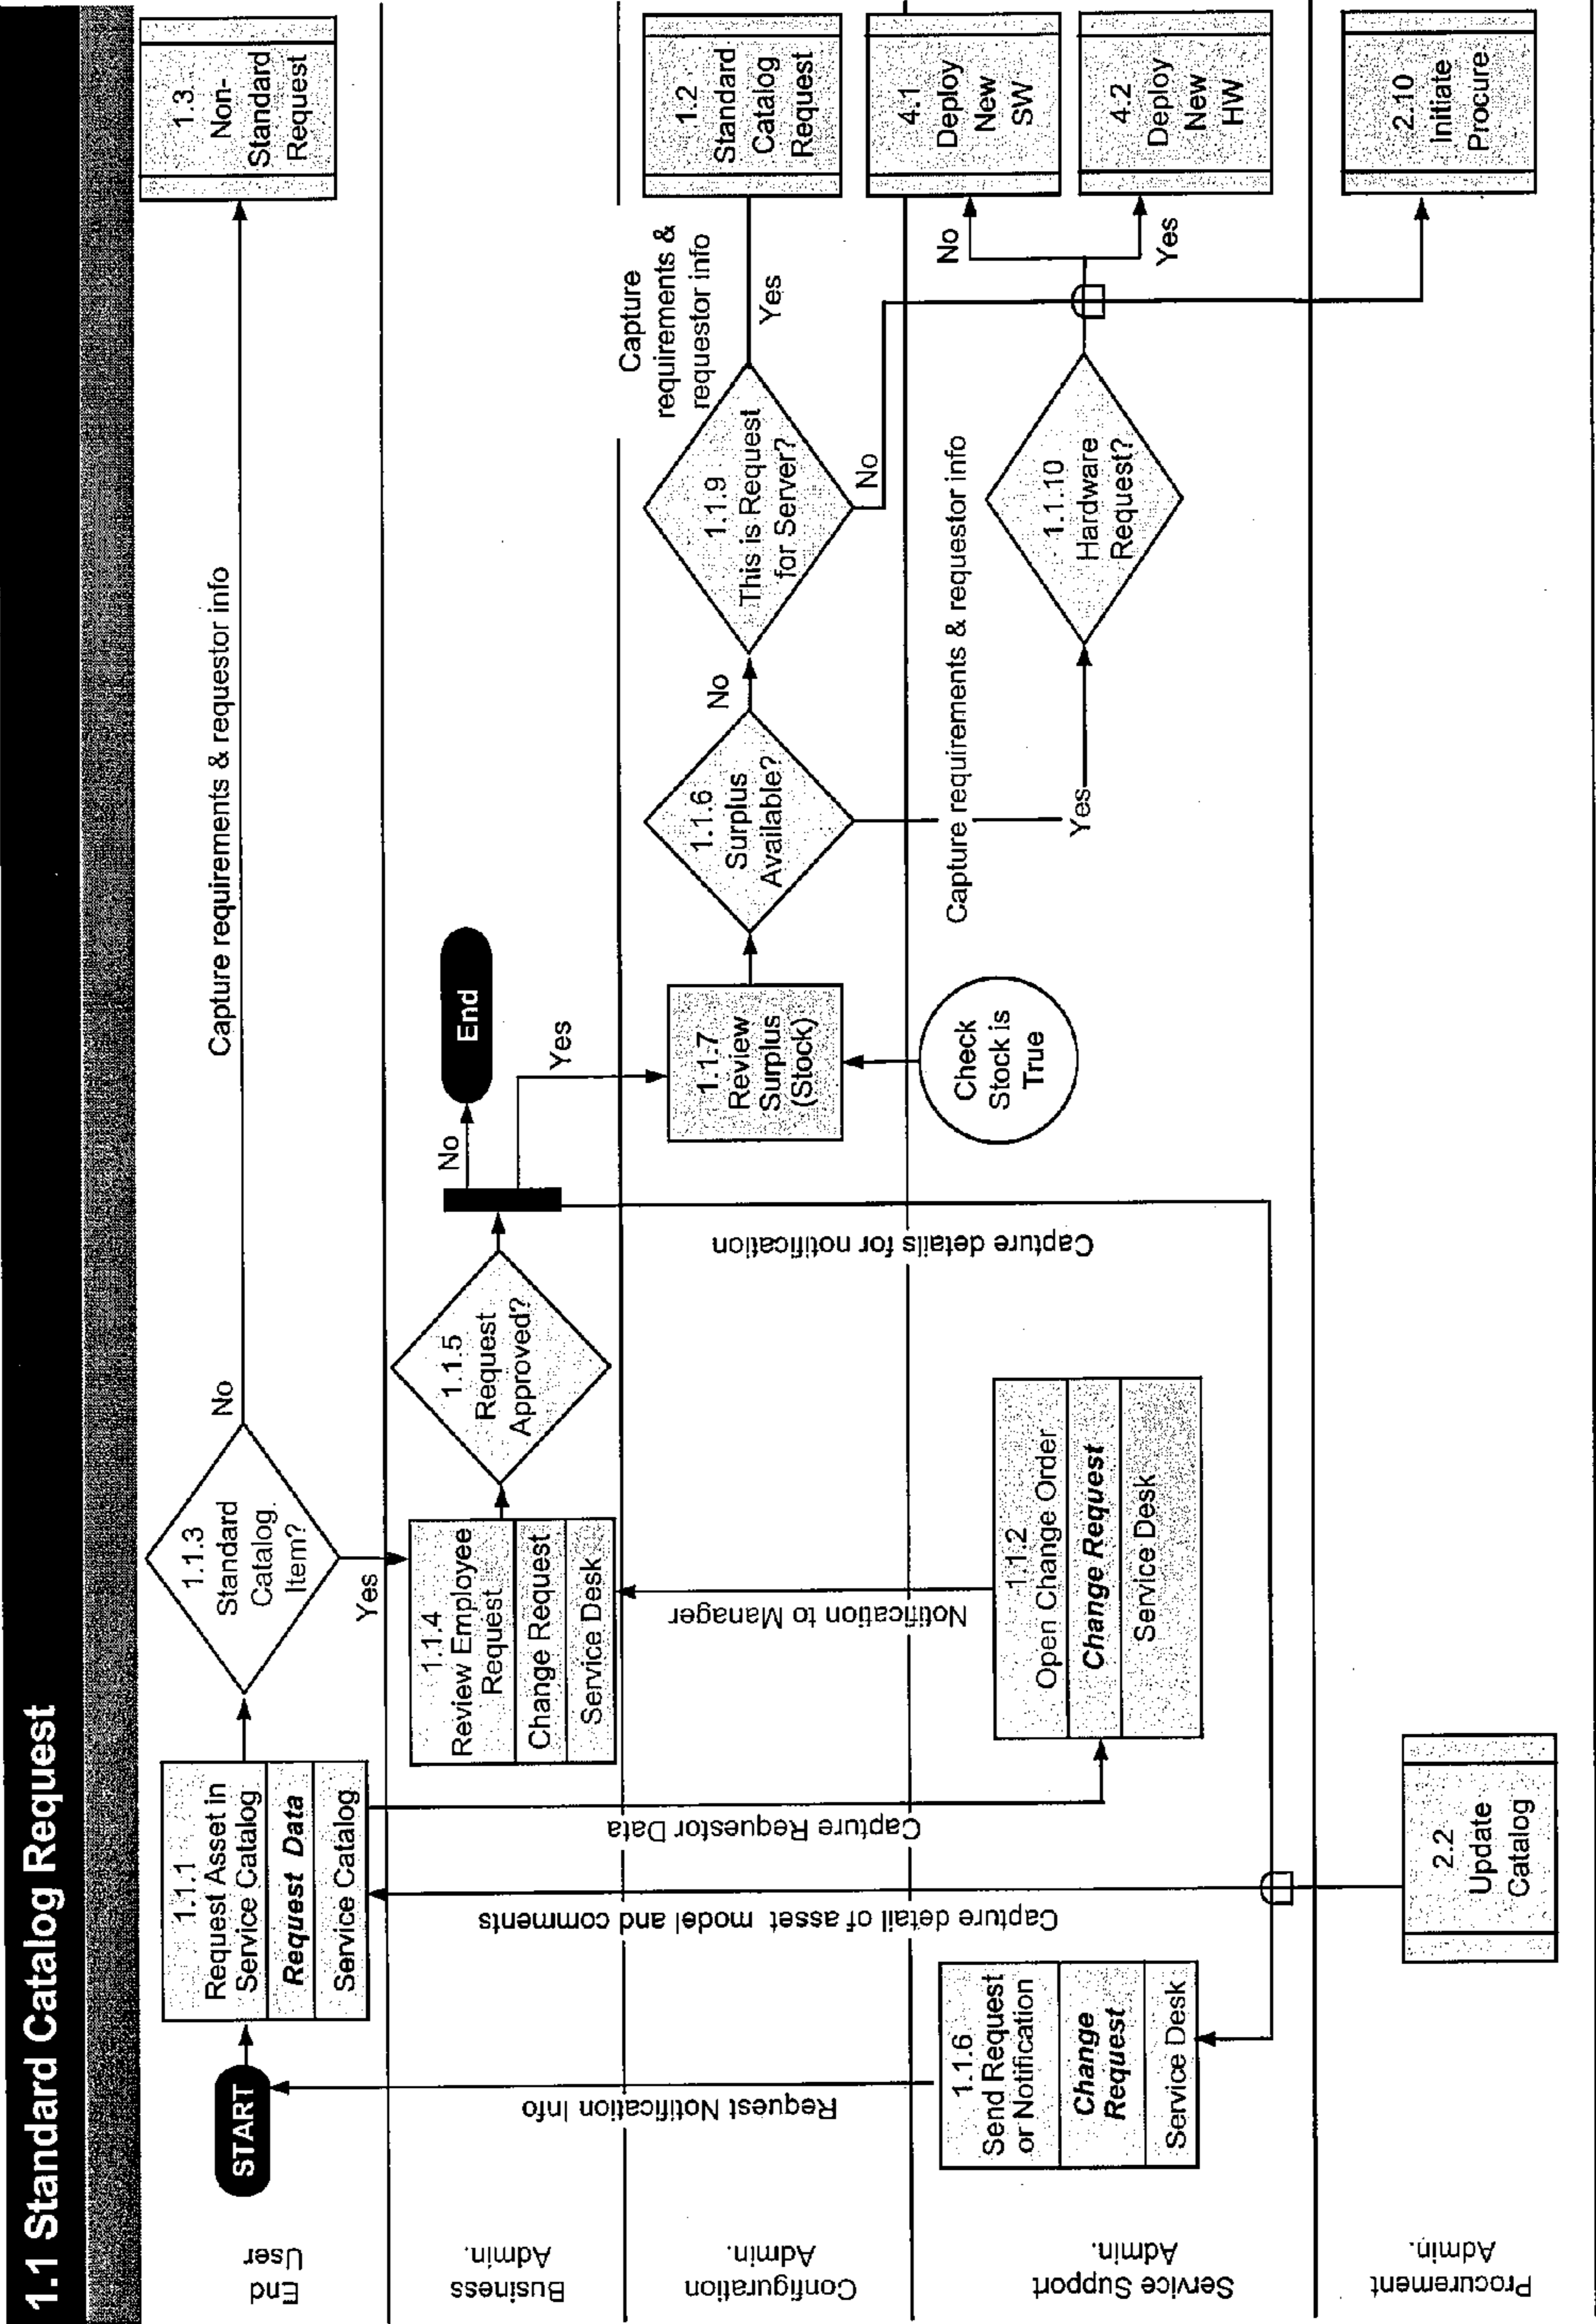 1.1 Standard Catalog Request
End
User
START
1.1.1
Request Asset in
Service Catalog
Request Data
Service Catalog
1.1.3
Standard
Catalog.
Item?
No
Yes
Capture requirements & requestor info
1.3.
Non-
Standard
Request
Business
Admin.
1.1.4
Review Employee
Request
Change Request
Service Desk
1.1.5
Request
Approved?
No
End
Yes
Configuration
Admin.
Request Notification Info
Capture detail of asset model and comments
Capture Requestor Data
Notification to Manager
Capture details for notification
1.1.7
Review
Surplus
(Stock)
1.1.6
Surplus
Available?
No
1.1.9
This is Request
for Server?
Capture
requirements &
requestor info
Yes
No
1.2
Standard
Catalog
Request
Service Support
Admin.
1.1.6
Send Request
or Notification
Change
Request
Service Desk
1.1.2
Open Change Order
Change Request
Service Desk
Check
Stock is
True
Capture requirements & requestor info
Yes
1.1.10
Hardware
Request?
No
Yes
4.1
Deploy
New
SW
4.2
Deploy
New
HW
Procurement
Admin.
2.2
Update
Catalog
2.10
Initiate
Procure